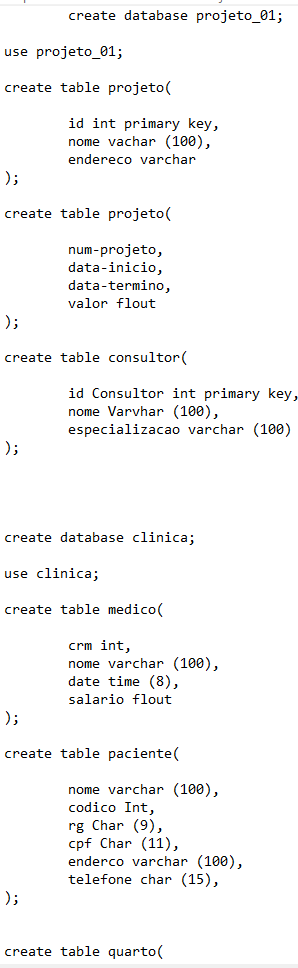 create database projeto_01;
use projeto_01;
create table projeto(
id int primary key,
nome vachar (100),
endereco varchar
);
create table projeto(
num-projeto,
data-inicio,
data-termino,
valor flout
);
create table consultor(
id Consultor int primary key,
nome Varvhar (100),
especializacao varchar (100)
);
create database clinica;
use clinica;
create table medico(
crm int,
nome varchar (100),
date time (8),
salario flout
);
create table paciente(
nome varchar (100),
codico Int,
rg Char (9),
cpf Char (11),
enderco varchar (100),
telefone char (15),
);
create table quarto(